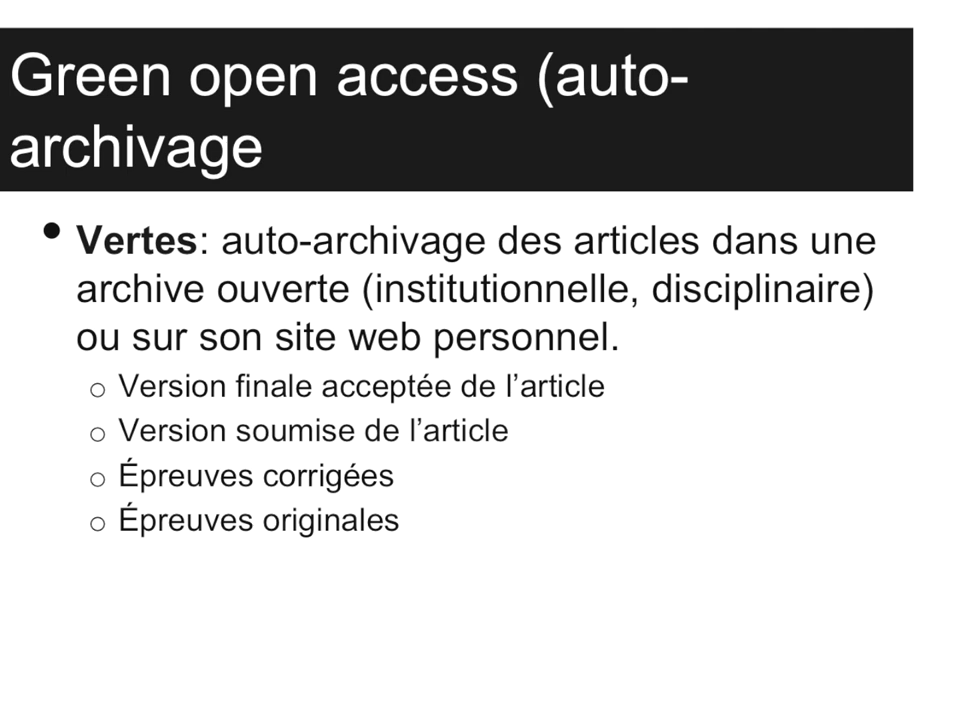 Green open access (auto-
archivage
• Vertes: auto-archivage des articles dans une
archive ouverte (institutionnelle, disciplinaire)
ou sur son site web personnel.
o Version finale acceptée de l’article
o Version soumise de l’article
o Épreuves corrigées
o Épreuves originales